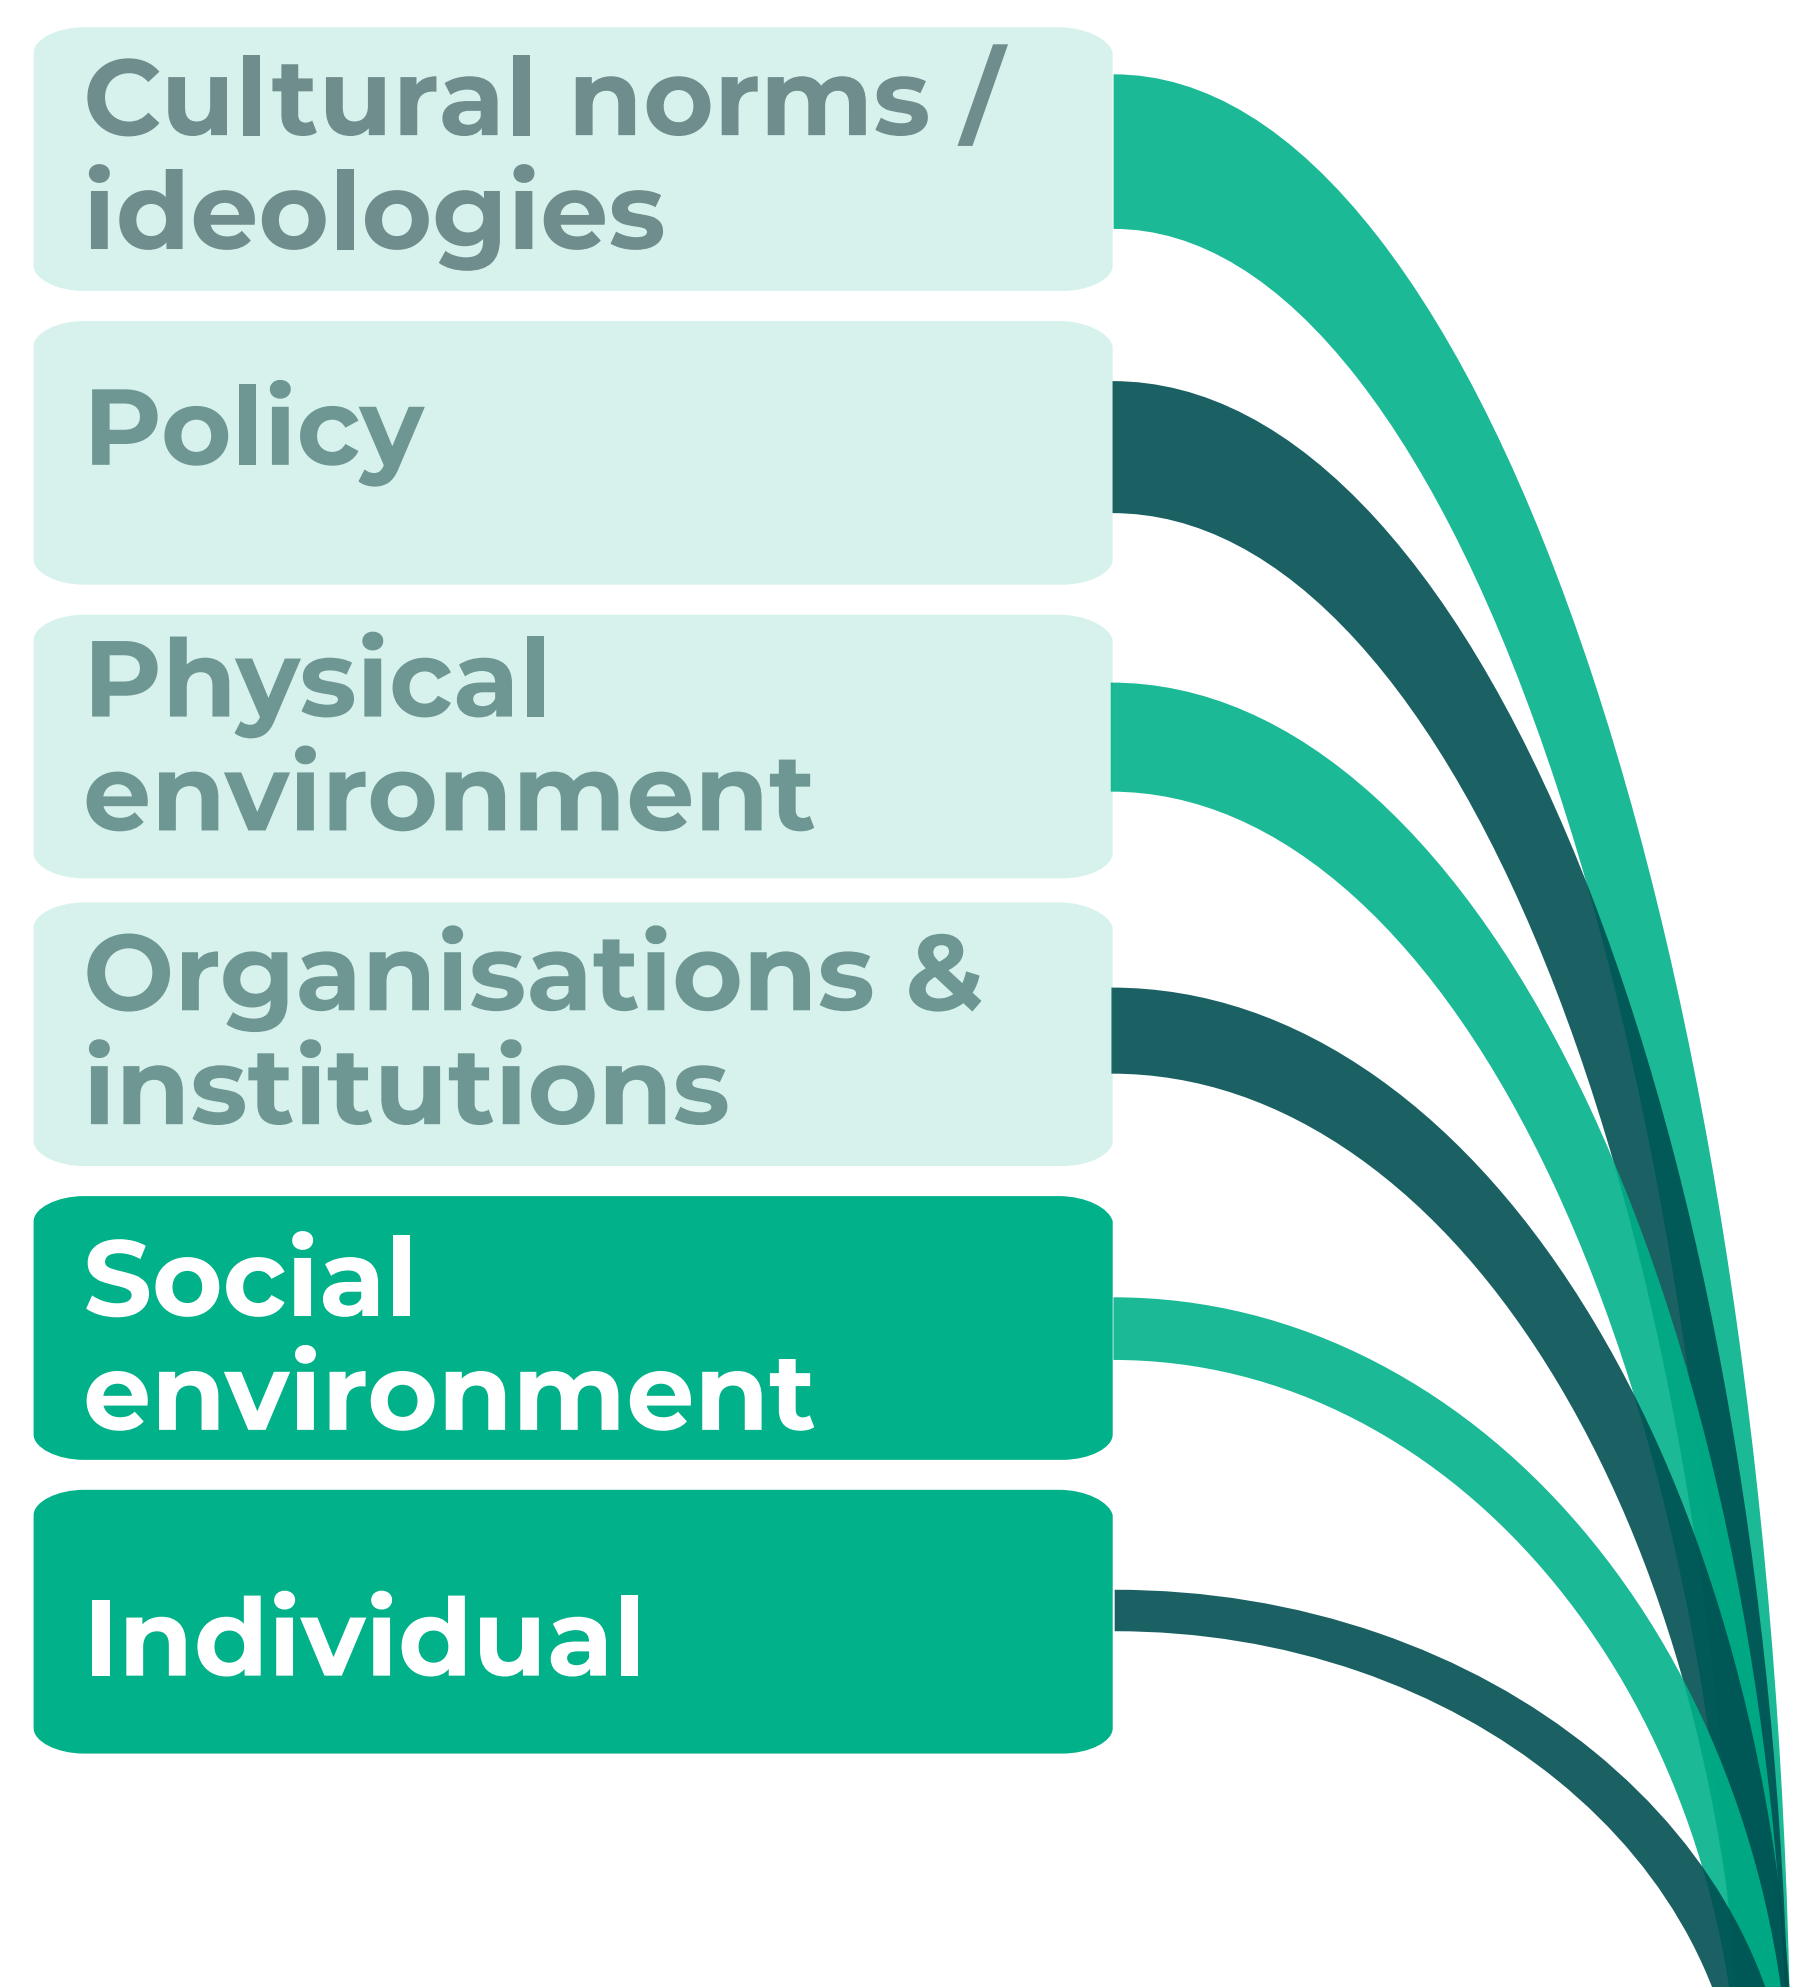 Cultural norms /
ideologies
Policy
Physical
environment
Organisations &
institutions
Social
environment
Individual